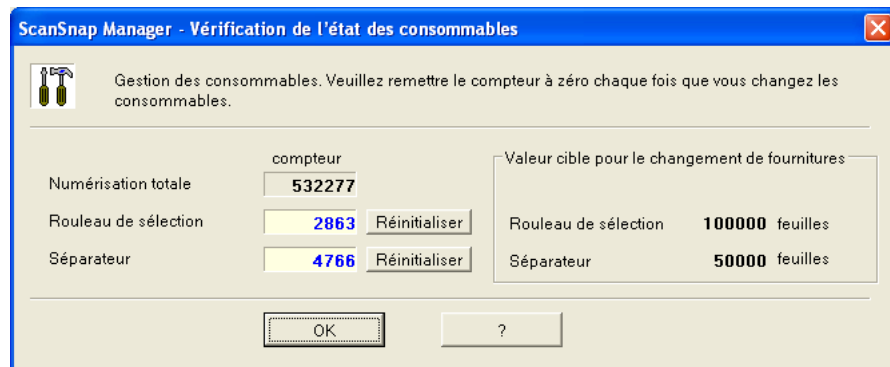 ScanSnap Manager - Vérification de l'état des consommables
Gestion des consommables. Veuillez remettre le compteur à zéro chaque fois que vous changez les
consommables.
compteur
Numérisation totale 532277
Rouleau de sélection 2863 Réinitialiser
Séparateur 4766 Réinitialiser
Valeur cible pour le changement de fournitures
Rouleau de sélection 100000 feuilles
Séparateur 50000 feuilles
OK ?